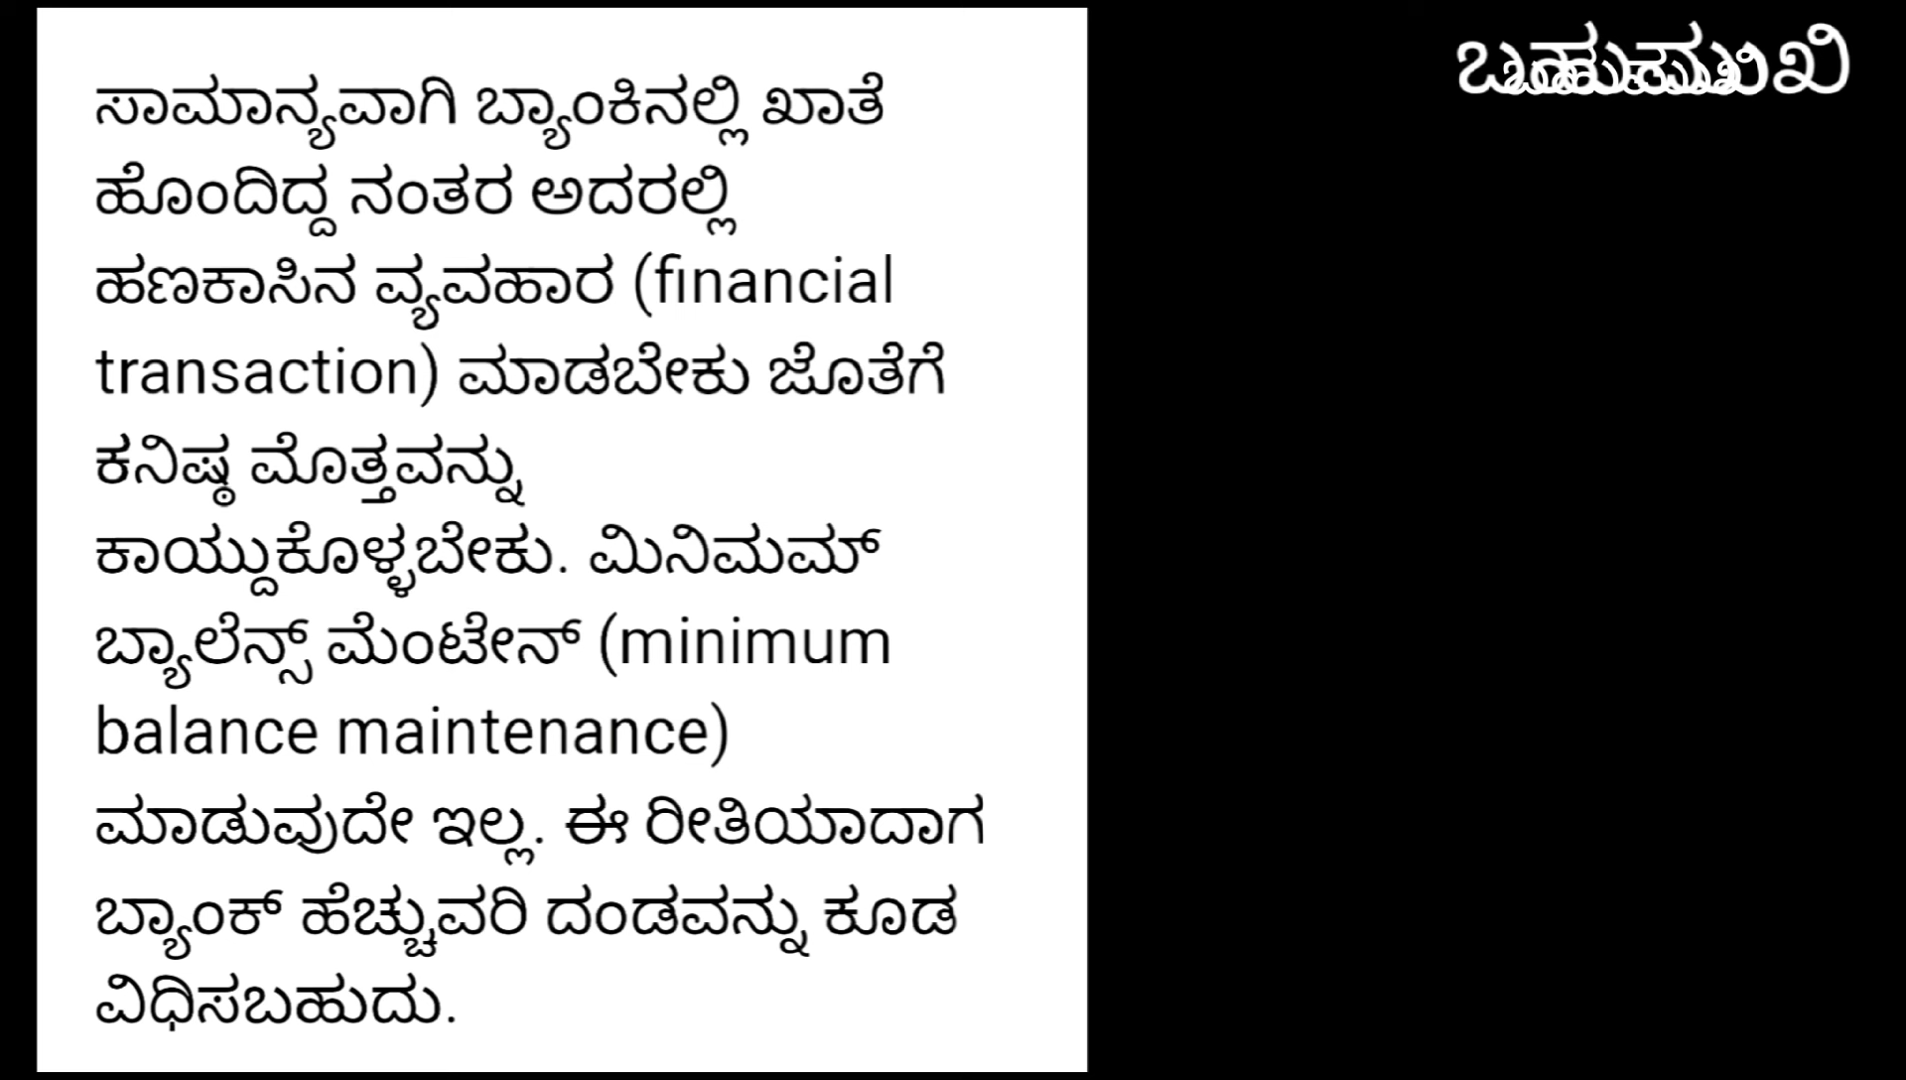 ಸಾಮಾನ್ಯವಾಗಿ ಬ್ಯಾಂಕಿನಲ್ಲಿ ಖಾತೆ
ಹೊಂದಿದ್ದ ನಂತರ ಅದರಲ್ಲಿ
ಹಣಕಾಸಿನ ವ್ಯವಹಾರ (financial
transaction) ಮಾಡಬೇಕು ಜೊತೆಗೆ
ಕನಿಷ್ಠ ಮೊತ್ತವನ್ನು
ಕಾಯ್ದುಕೊಳ್ಳಬೇಕು. ಮಿನಿಮಮ್
ಬ್ಯಾಲೆನ್ಸ್ ಮೆಂಟೇನ್ (minimum
balance maintenance)
ಮಾಡುವುದೇ ಇಲ್ಲ. ಈ ರೀತಿಯಾದಾಗ
ಬ್ಯಾಂಕ್ ಹೆಚ್ಚುವರಿ ದಂಡವನ್ನು ಕೂಡ
ವಿಧಿಸಬಹುದು.
ಬಹುಮುಖಿ